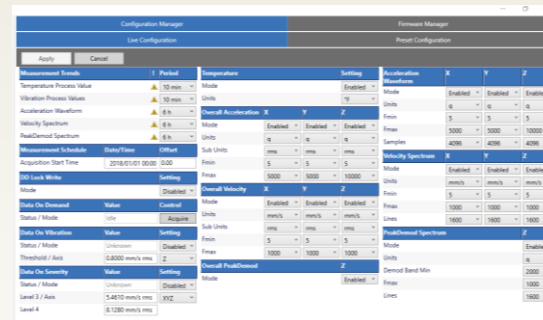 Configuration Manager
Firmware Manager
Live Configuration
Preset Configuration
Apply
Cancel
Measurement Trends ! Period
Temperature Process Value 10 min
Vibration Process Values 10 min
Acceleration Waveform 6 h
Velocity Spectrum 6 h
PeakDemod Spectrum 6 h
Measurement Schedule Date/Time Offset
Acquisition Start Time 2018/01/01 00:00 0:00
DD Lock Write Setting
Mode Disabled
Data On Demand Value Control
Status / Mode Idle Acquire
Data On Vibration Value Setting
Status / Mode Unknown Disabled
Threshold / Axis 0.8000 mm/s rms Z
Data On Severity Value Setting
Status / Mode Unknown Disabled
Level 3 / Axis 5.4610 mm/s rms XYZ
Level 4 8.1280 mm/s rms
Temperature Setting
Mode Enabled
Units °F
Overall Acceleration X Y Z
Mode Enabled Enabled Enabled
Units g g g
Sub Units rms rms rms
Fmin 5 5 5
Fmax 5000 5000 10000
Overall Velocity X Y Z
Mode Enabled Enabled Enabled
Units mm/s mm/s mm/s
Sub Units rms rms rms
Fmin 5 5 5
Fmax 1000 1000 1000
Overall PeakDemod Z
Mode Enabled
Acceleration Waveform X Y Z
Mode Enabled Enabled Enabled
Units g g g
Fmin 5 5 5
Fmax 5000 5000 10000
Samples 4096 4096 4096
Velocity Spectrum X Y Z
Mode Enabled Enabled Enabled
Units mm/s mm/s mm/s
Fmin 5 5 5
Fmax 1000 1000 1000
Lines 1600 1600 1600
PeakDemod Spectrum Z
Mode Enable
Units g
Demod Band Min 2000
Fmax 1000
Lines 1600